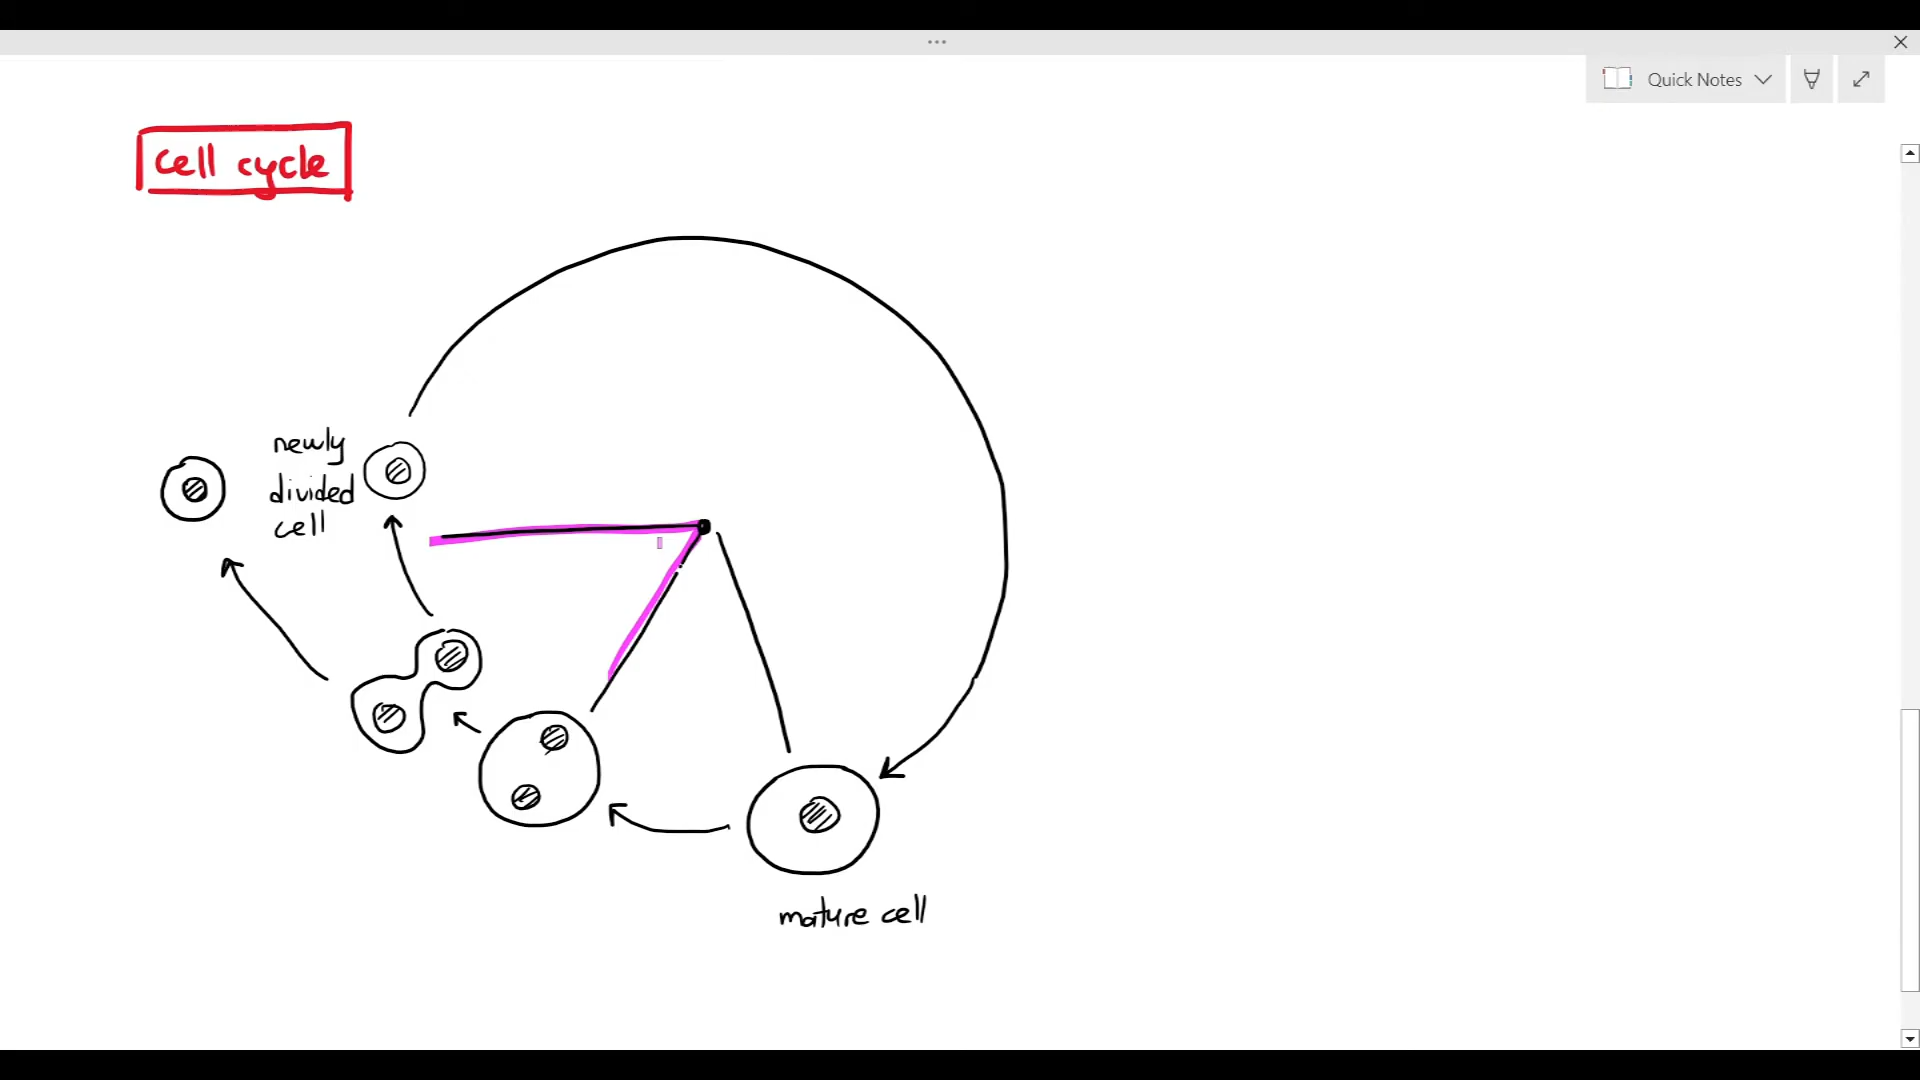 Quick Notes
cell cycle
newly
divided
cell
mature cell